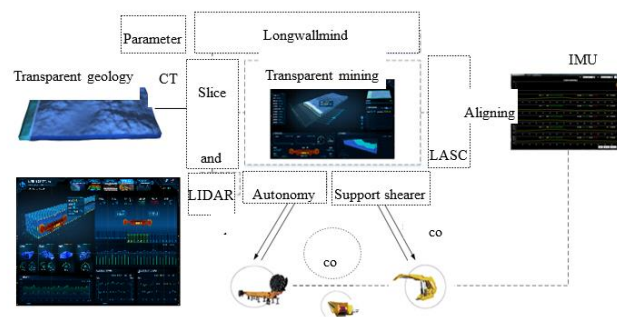 Parameter
Longwallmind
Transparent geology
CT
Slice
Transparent mining
IMU
Aligning
and
LASC
LIDAR
Autonomy
Support shearer
co
co